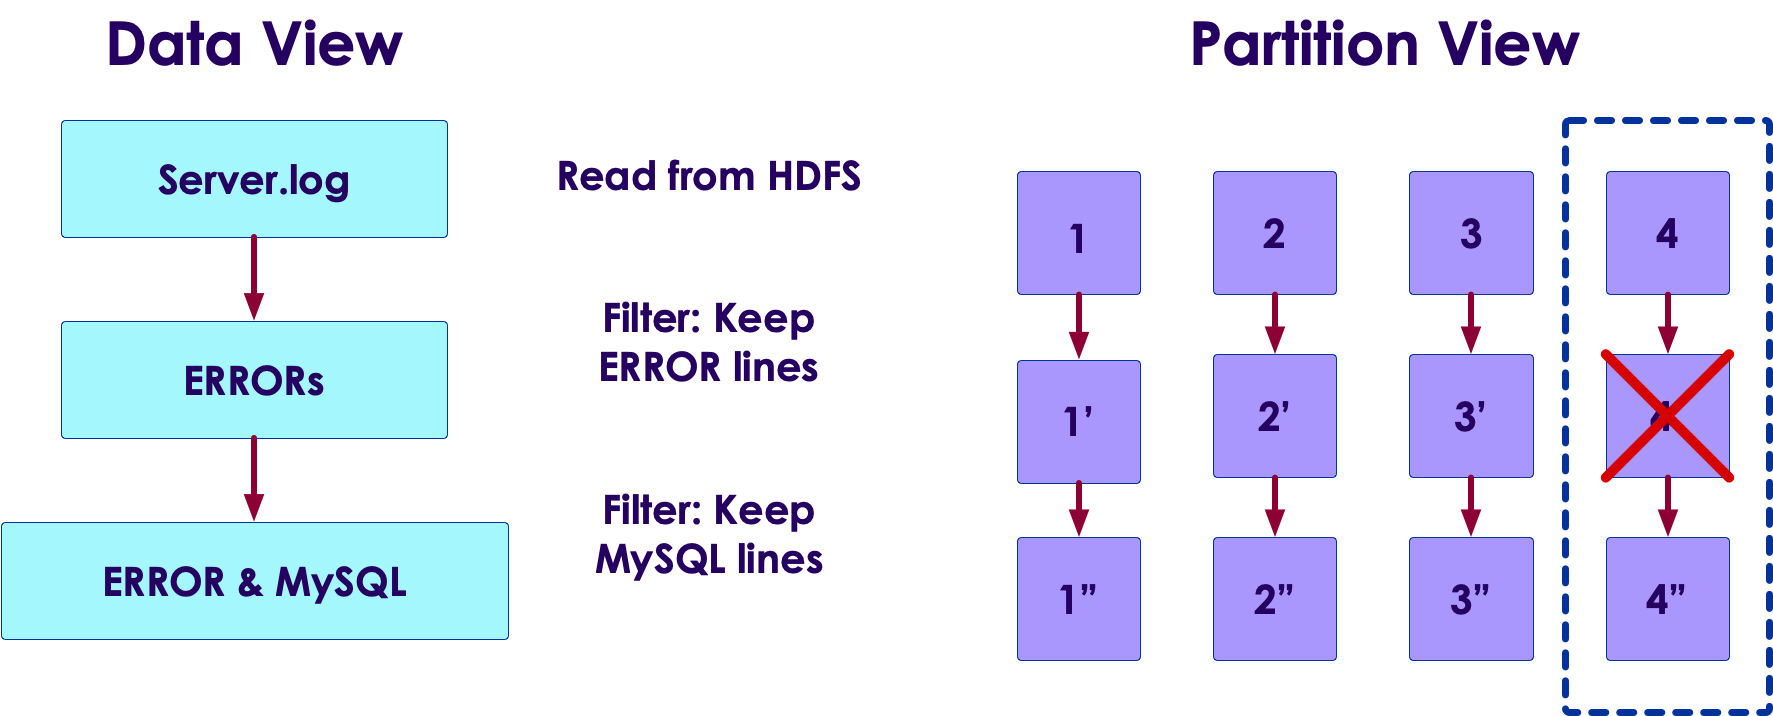 Data View
Partition View
Server.log
Read from HDFS
1
2
3
4
Filter: Keep
ERROR lines
ERRORs
1’
2’
3’
4
Filter: Keep
MySQL lines
ERROR & MySQL
1”
2”
3”
4”